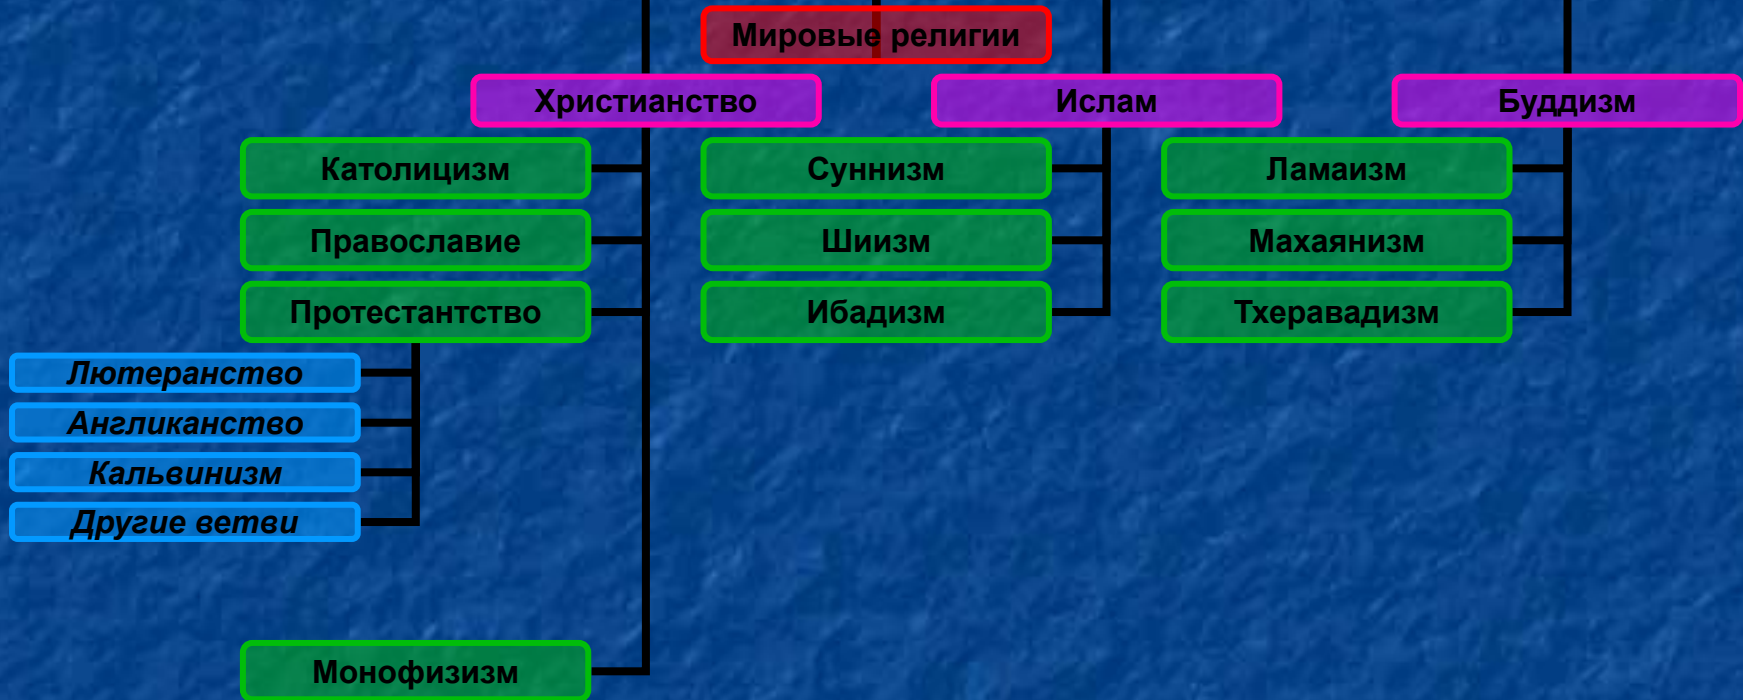 Мировые религии
Христианство
Ислам
Буддизм
Католицизм
Суннизм
Ламаизм
Православие
Шиизм
Махаянизм
Протестантство
Ибадизм
Тхеравадизм
Лютеранство
Англиканство
Кальвинизм
Другие ветви
Монофизизм